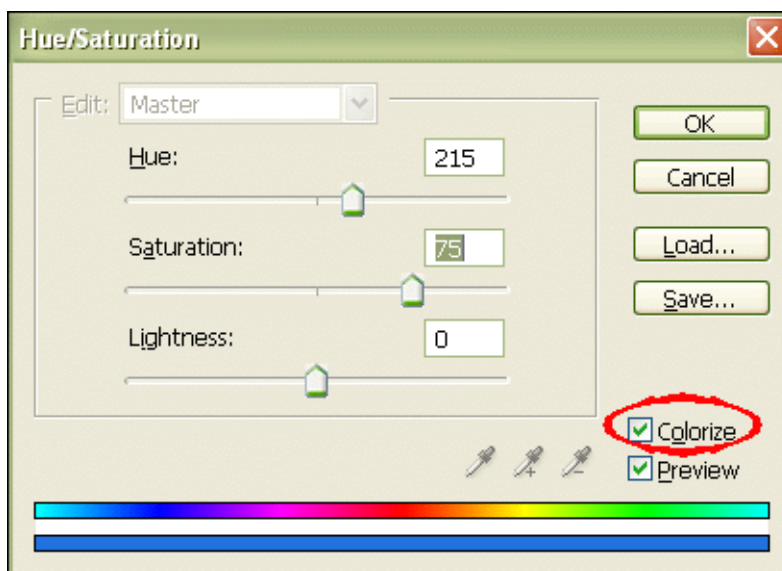 Hue/Saturation
Edit: Master
Hue: 215
Saturation: 75
Lightness: 0
OK
Cancel
Load...
Save...
Colorize
Preview